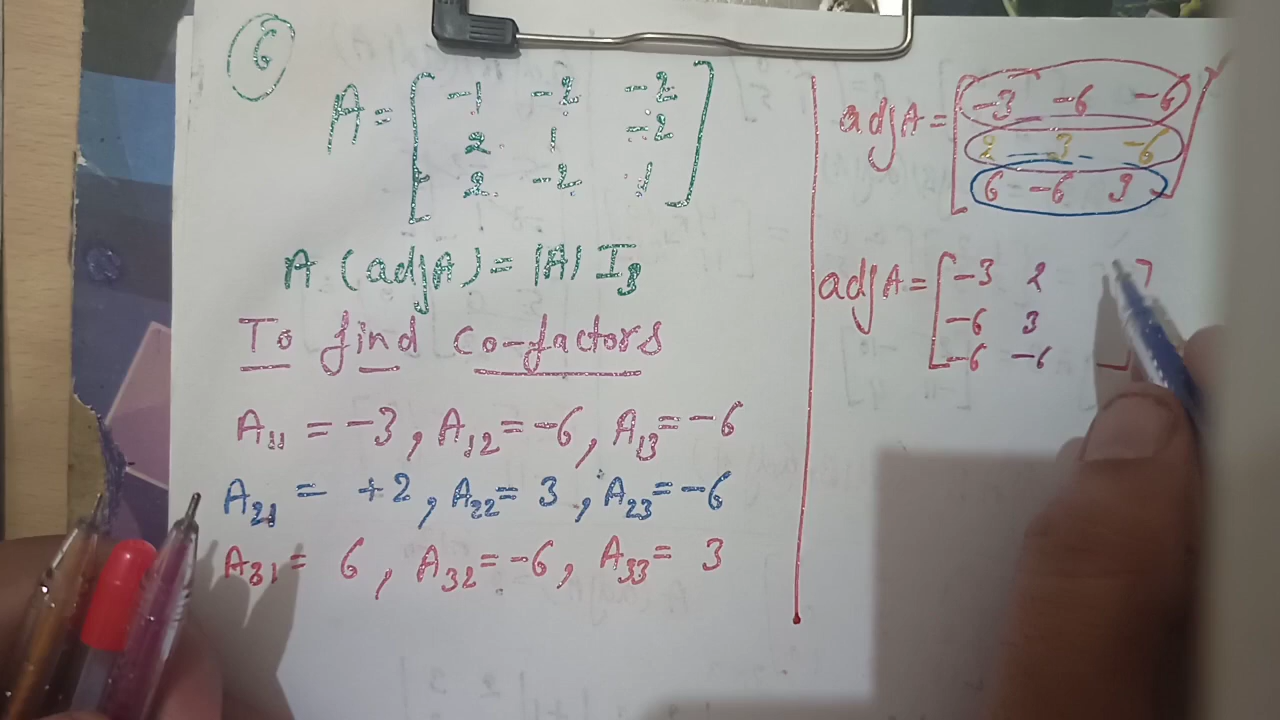 6
A = [ -1 -2 -2
2 1 -2
2 -2 1 ]
A (adjA) = |A| I3
To find Co-factors
A11 = -3, A12 = -6, A13 = -6
A21 = +2, A22 = 3, A23 = -6
A31 = 6, A32 = -6, A33 = 3
adjA = [ -3 -6 -6
2 3 -6
6 -6 3 ]
adjA = [ -3 2
-6 3
-6 -6 ]